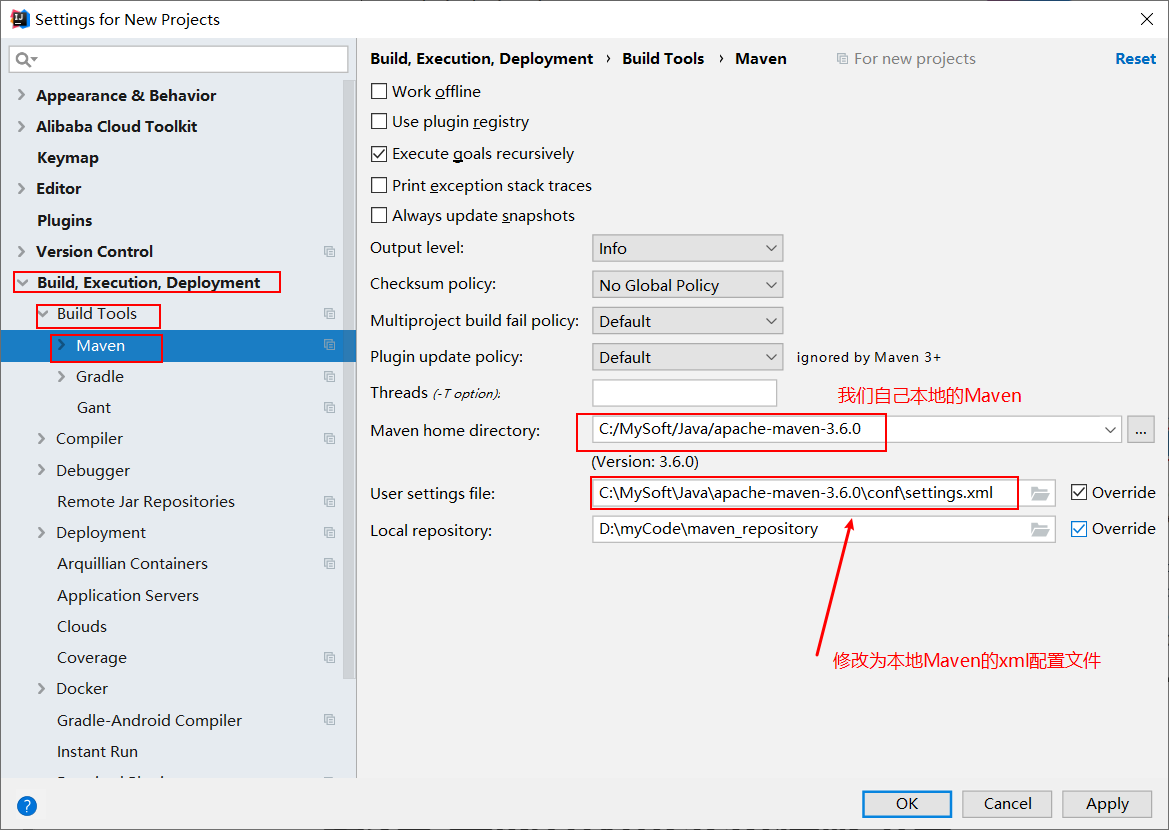 Settings for New Projects
Appearance & Behavior
Alibaba Cloud Toolkit
Keymap
Editor
Plugins
Version Control
Build, Execution, Deployment
Build Tools
Maven
Gradle
Gant
Compiler
Debugger
Remote Jar Repositories
Deployment
Arquillian Containers
Application Servers
Clouds
Coverage
Docker
Gradle-Android Compiler
Instant Run
Build, Execution, Deployment › Build Tools › Maven For new projects Reset
Work offline
Use plugin registry
Execute goals recursively
Print exception stack traces
Always update snapshots
Output level: Info
Checksum policy: No Global Policy
Multiproject build fail policy: Default
Plugin update policy: Default ignored by Maven 3+
Threads (-T option):
我们自己本地的Maven
Maven home directory: C:/MySoft/Java/apache-maven-3.6.0 ...
(Version: 3.6.0)
User settings file: C:\MySoft\Java\apache-maven-3.6.0\conf\settings.xml Override
Local repository: D:\myCode\maven_repository Override
修改为本地Maven的xml配置文件
? OK Cancel Apply